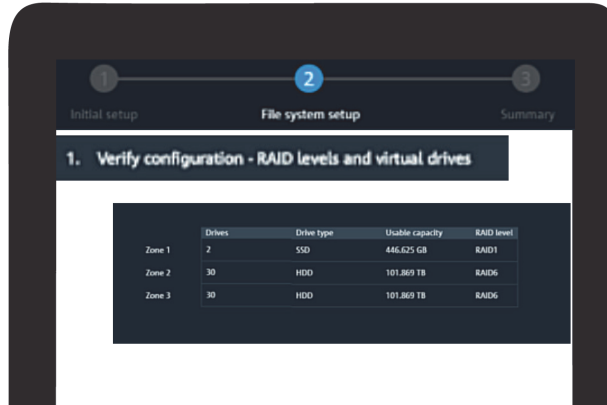 1 2 3
Initial setup File system setup Summary
1. Verify configuration - RAID levels and virtual drives
Drives Drive type Usable capacity RAID level
Zone 1 2 SSD 446.625 GB RAID1
Zone 2 30 HDD 101.869 TB RAID6
Zone 3 30 HDD 101.869 TB RAID6